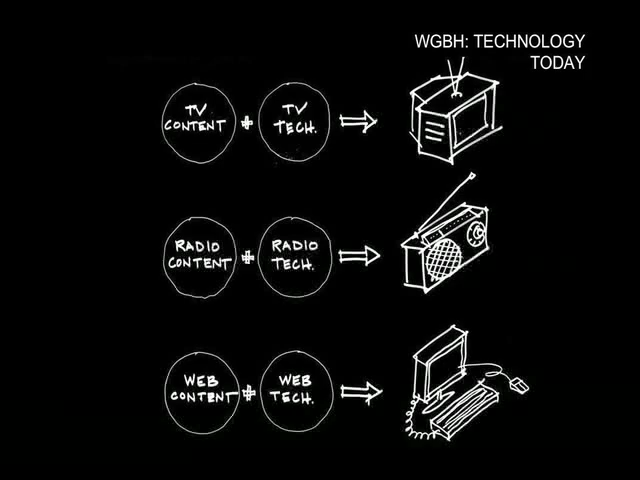 WGBH: TECHNOLOGY
TODAY
TV
CONTENT
+
TV
TECH.
RADIO
CONTENT
+
RADIO
TECH.
WEB
CONTENT
+
WEB
TECH.